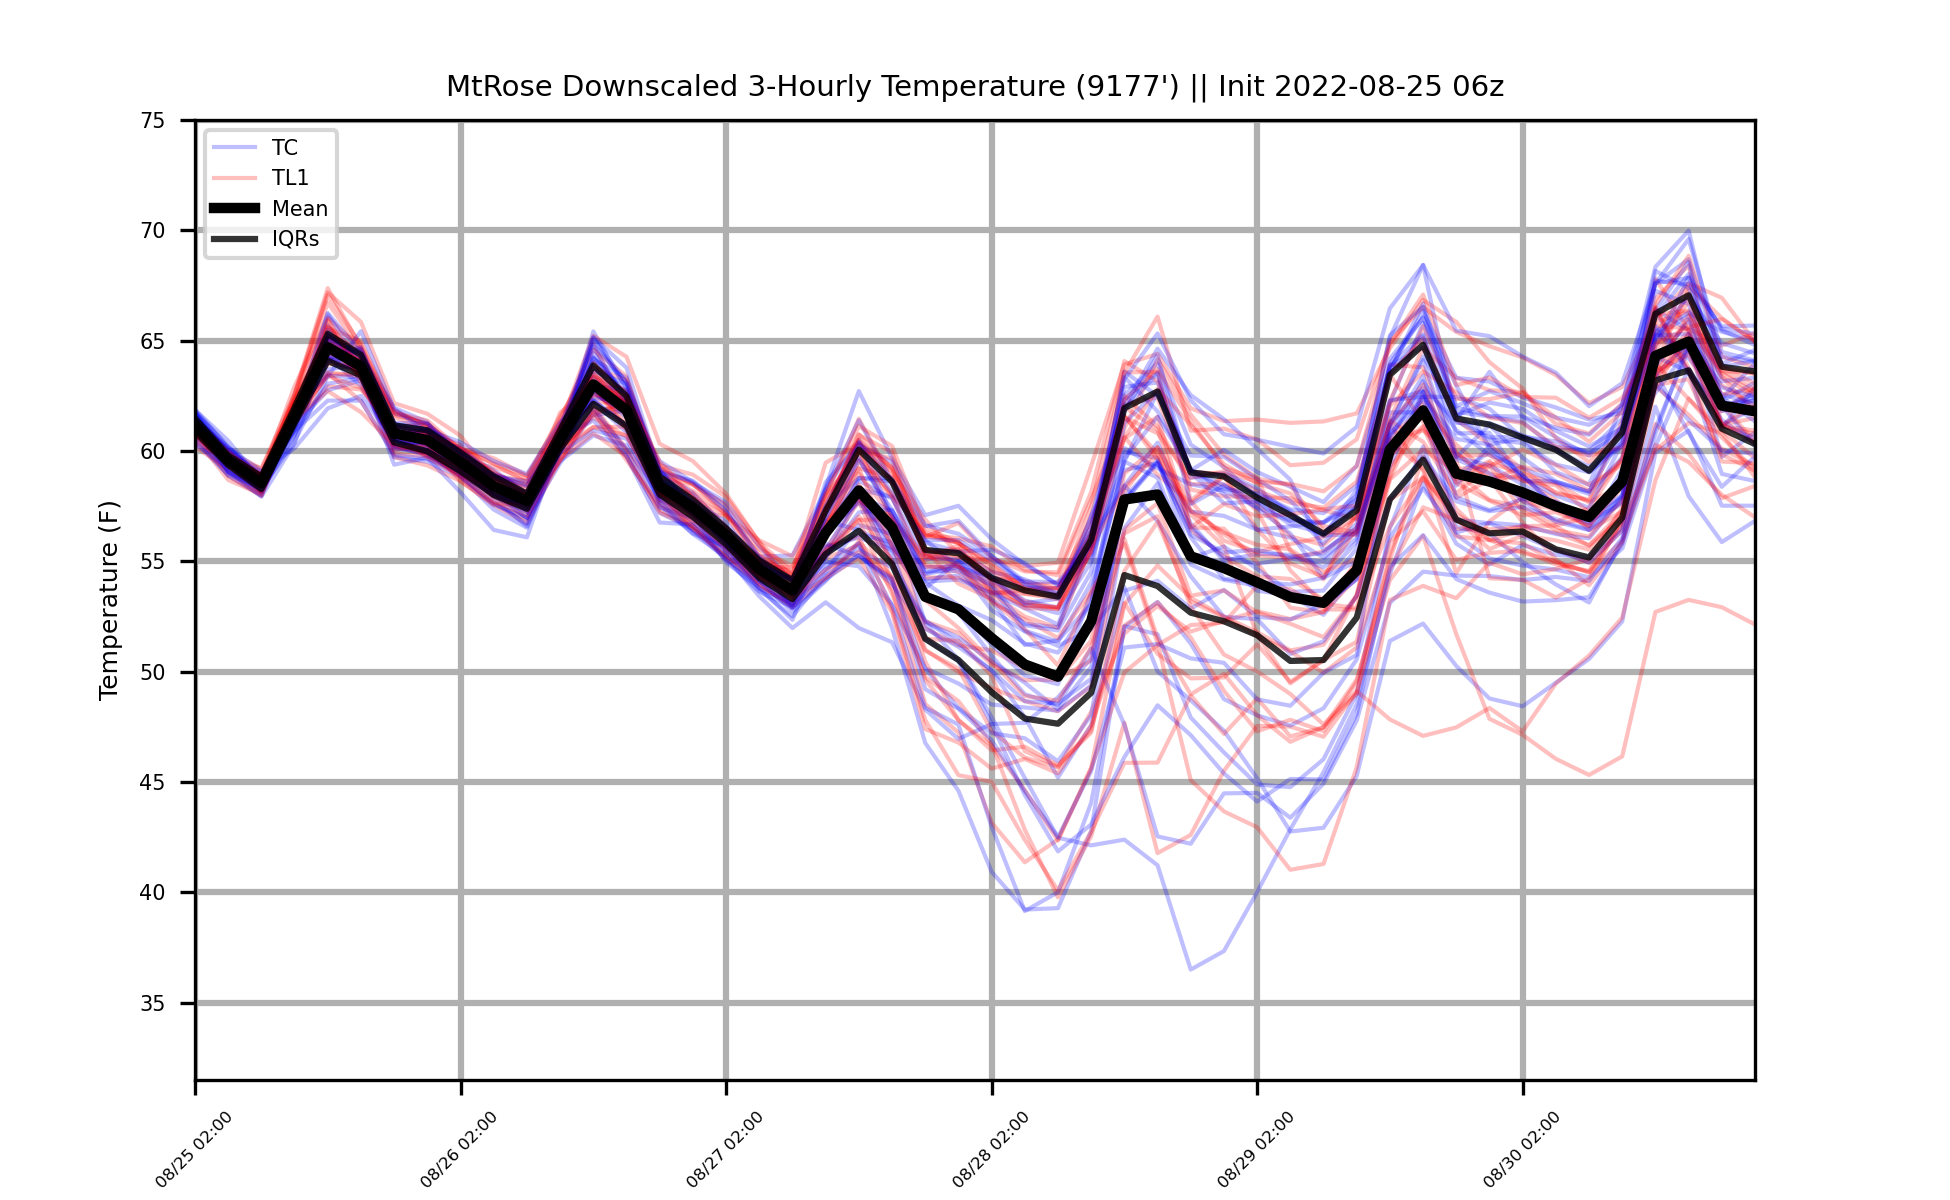 MtRose Downscaled 3-Hourly Temperature (9177') || Init 2022-08-25 06z
TC
TL1
Mean
IQRs
Temperature (F)
75
70
65
60
55
50
45
40
35
08/25 02:00
08/26 02:00
08/27 02:00
08/28 02:00
08/29 02:00
08/30 02:00